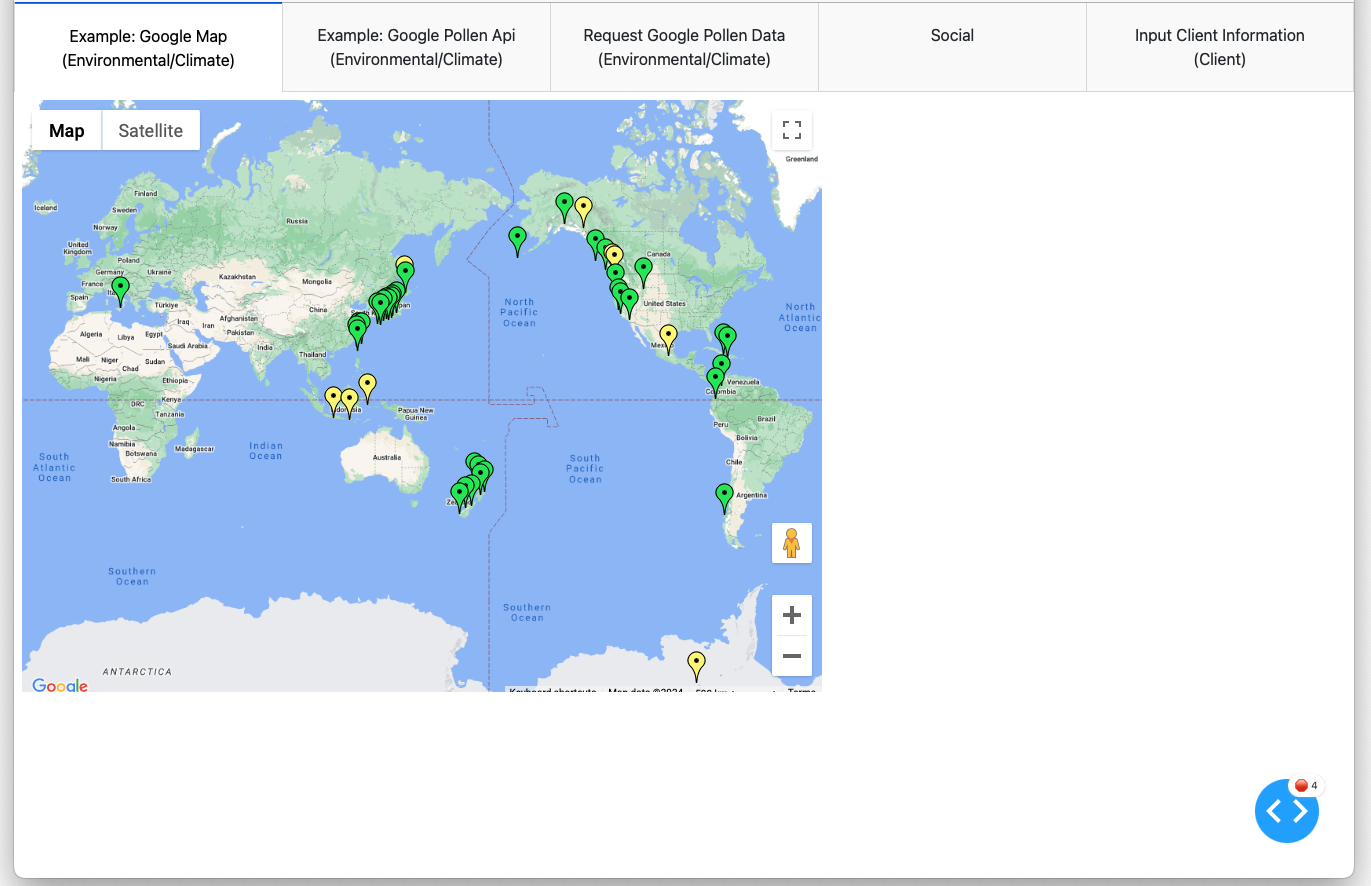 Example: Google Map
(Environmental/Climate)
Example: Google Pollen Api
(Environmental/Climate)
Request Google Pollen Data
(Environmental/Climate)
Social
Input Client Information
(Client)
Map
Satellite
Greenland
Iceland
Finland
Sweden
Norway
Russia
United
Kingdom
Poland
Germany
Ukraine
France
Spain
Kazakhstan
Mongolia
Türkiye
China
Iraq
Iran
Afghanistan
Pakistan
Algeria
Libya
Egypt
Saudi Arabia
India
Thailand
Mali
Niger
Chad
Sudan
Nigeria
Ethiopia
DRC
Kenya
Tanzania
Angola
Namibia
Botswana
Madagascar
South Africa
Papua New
Guinea
Australia
Canada
United States
Venezuela
Colombia
Peru
Brazil
Bolivia
Chile
Argentina
North
Pacific
Ocean
North
Atlantic
Ocean
South
Atlantic
Ocean
Indian
Ocean
South
Pacific
Ocean
Southern
Ocean
Southern
Ocean
ANTARCTICA
Google
Keyboard shortcuts
Map data ©2024
Terms
4